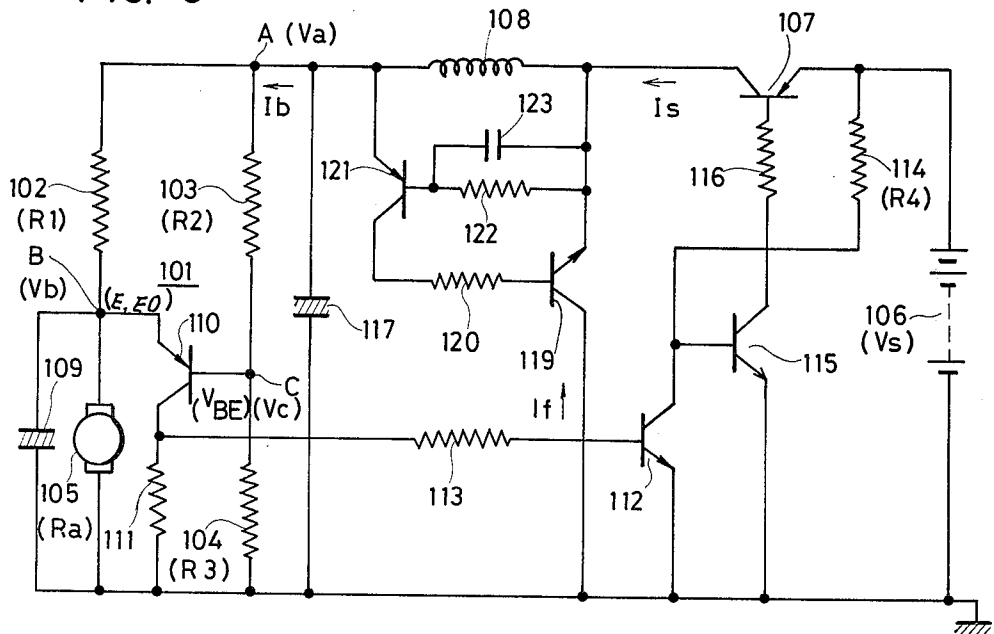 108
107
A (Va)
Ib
Is
123
121
102
(R1)
103
(R2)
116
114
(R4)
122
B
(Vb)
101
(E, E0)
110
117
120
119
106
(Vs)
115
109
C
(VBE)(Vc)
If
113
112
105
(Ra)
111
104
(R3)